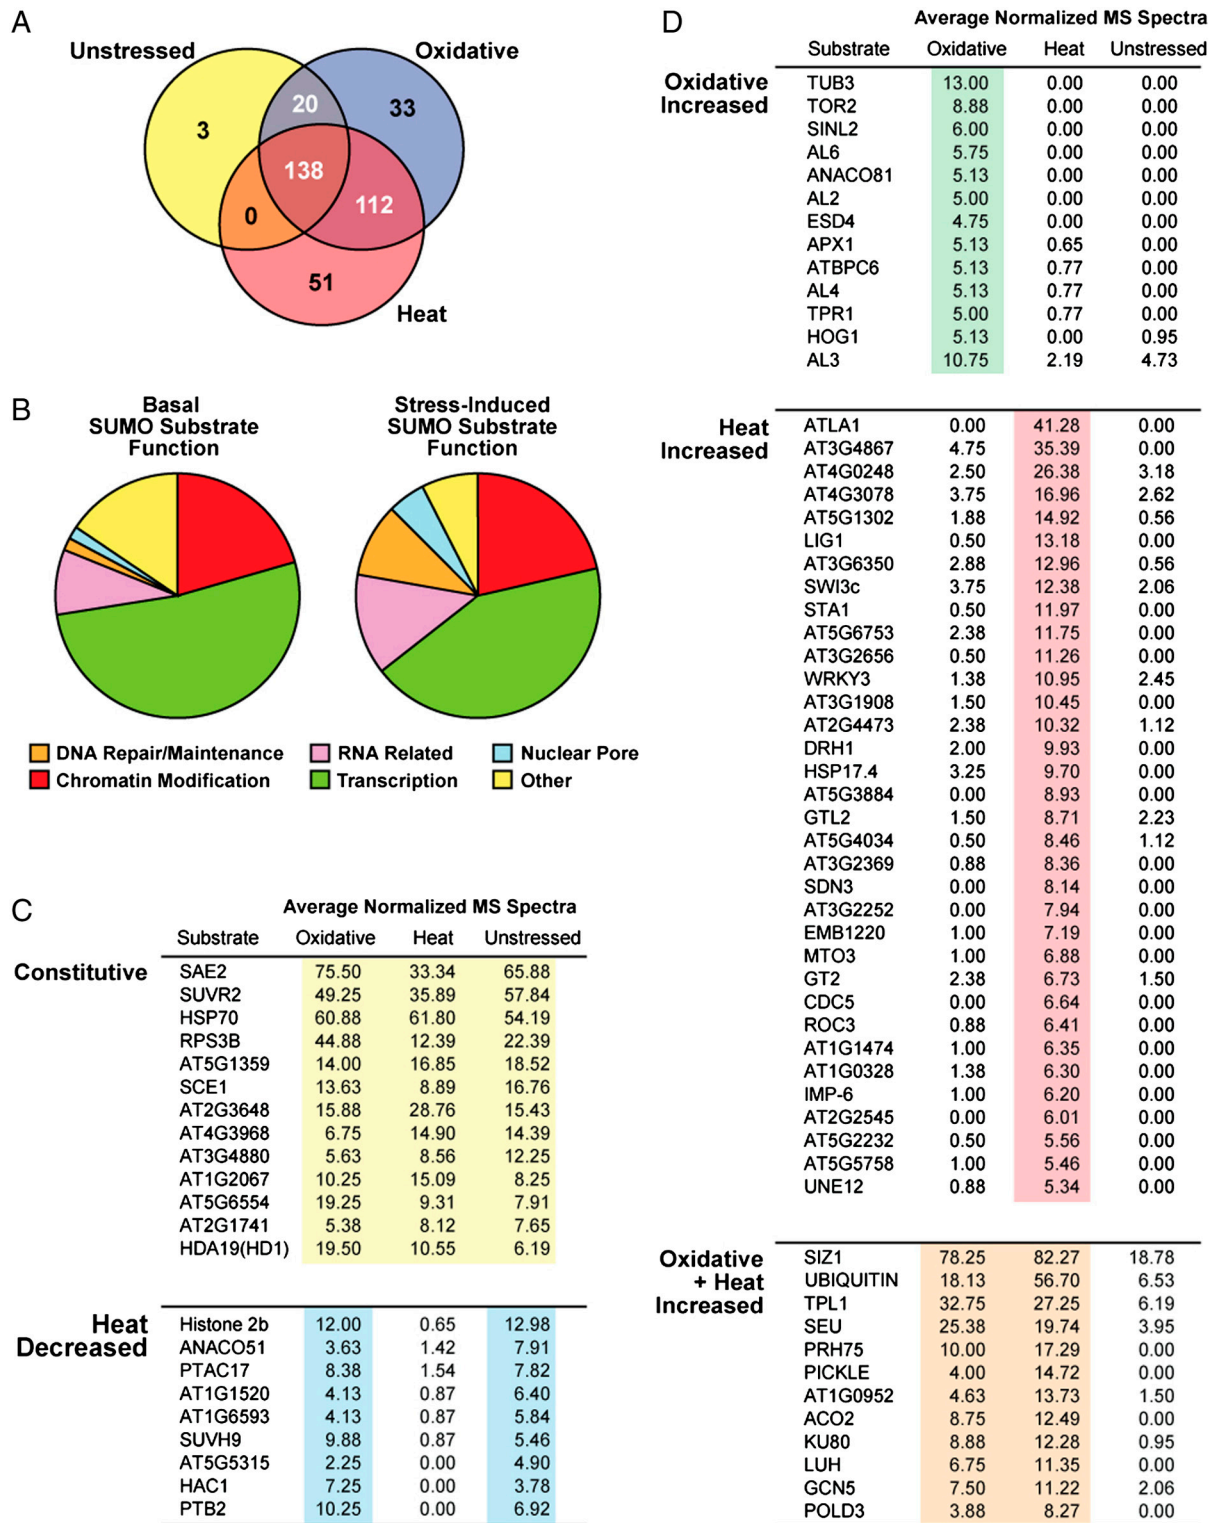 A
Unstressed
Oxidative
20
33
3
138
112
0
51
Heat
B
Basal
SUMO Substrate
Function
Stress-Induced
SUMO Substrate
Function
DNA Repair/Maintenance
RNA Related
Nuclear Pore
Chromatin Modification
Transcription
Other
C
Average Normalized MS Spectra
Substrate Oxidative Heat Unstressed
Constitutive
SAE2 75.50 33.34 65.88
SUVR2 49.25 35.89 57.84
HSP70 60.88 61.80 54.19
RPS3B 44.88 12.39 22.39
AT5G1359 14.00 16.85 18.52
SCE1 13.63 8.89 16.76
AT2G3648 15.88 28.76 15.43
AT4G3968 6.75 14.90 14.39
AT3G4880 5.63 8.56 12.25
AT1G2067 10.25 15.09 8.25
AT5G6554 19.25 9.31 7.91
AT2G1741 5.38 8.12 7.65
HDA19(HD1) 19.50 10.55 6.19
Heat
Decreased
Histone 2b 12.00 0.65 12.98
ANACO51 3.63 1.42 7.91
PTAC17 8.38 1.54 7.82
AT1G1520 4.13 0.87 6.40
AT1G6593 4.13 0.87 5.84
SUVH9 9.88 0.87 5.46
AT5G5315 2.25 0.00 4.90
HAC1 7.25 0.00 3.78
PTB2 10.25 0.00 6.92
D
Average Normalized MS Spectra
Substrate Oxidative Heat Unstressed
Oxidative
Increased
TUB3 13.00 0.00 0.00
TOR2 8.88 0.00 0.00
SINL2 6.00 0.00 0.00
AL6 5.75 0.00 0.00
ANACO81 5.13 0.00 0.00
AL2 5.00 0.00 0.00
ESD4 4.75 0.00 0.00
APX1 5.13 0.65 0.00
ATBPC6 5.13 0.77 0.00
AL4 5.13 0.77 0.00
TPR1 5.00 0.77 0.00
HOG1 5.13 0.00 0.95
AL3 10.75 2.19 4.73
Heat
Increased
ATLA1 0.00 41.28 0.00
AT3G4867 4.75 35.39 0.00
AT4G0248 2.50 26.38 3.18
AT4G3078 3.75 16.96 2.62
AT5G1302 1.88 14.92 0.56
LIG1 0.50 13.18 0.00
AT3G6350 2.88 12.96 0.56
SWI3c 3.75 12.38 2.06
STA1 0.50 11.97 0.00
AT5G6753 2.38 11.75 0.00
AT3G2656 0.50 11.26 0.00
WRKY3 1.38 10.95 2.45
AT3G1908 1.50 10.45 0.00
AT2G4473 2.38 10.32 1.12
DRH1 2.00 9.93 0.00
HSP17.4 3.25 9.70 0.00
AT5G3884 0.00 8.93 0.00
GTL2 1.50 8.71 2.23
AT5G4034 0.50 8.46 1.12
AT3G2369 0.88 8.36 0.00
SDN3 0.00 8.14 0.00
AT3G2252 0.00 7.94 0.00
EMB1220 1.00 7.19 0.00
MTO3 1.00 6.88 0.00
GT2 2.38 6.73 1.50
CDC5 0.00 6.64 0.00
ROC3 0.88 6.41 0.00
AT1G1474 1.00 6.35 0.00
AT1G0328 1.38 6.30 0.00
IMP-6 1.00 6.20 0.00
AT2G2545 0.00 6.01 0.00
AT5G2232 0.50 5.56 0.00
AT5G5758 1.00 5.46 0.00
UNE12 0.88 5.34 0.00
Oxidative
+ Heat
Increased
SIZ1 78.25 82.27 18.78
UBIQUITIN 18.13 56.70 6.53
TPL1 32.75 27.25 6.19
SEU 25.38 19.74 3.95
PRH75 10.00 17.29 0.00
PICKLE 4.00 14.72 0.00
AT1G0952 4.63 13.73 1.50
ACO2 8.75 12.49 0.00
KU80 8.88 12.28 0.95
LUH 6.75 11.35 0.00
GCN5 7.50 11.22 2.06
POLD3 3.88 8.27 0.00